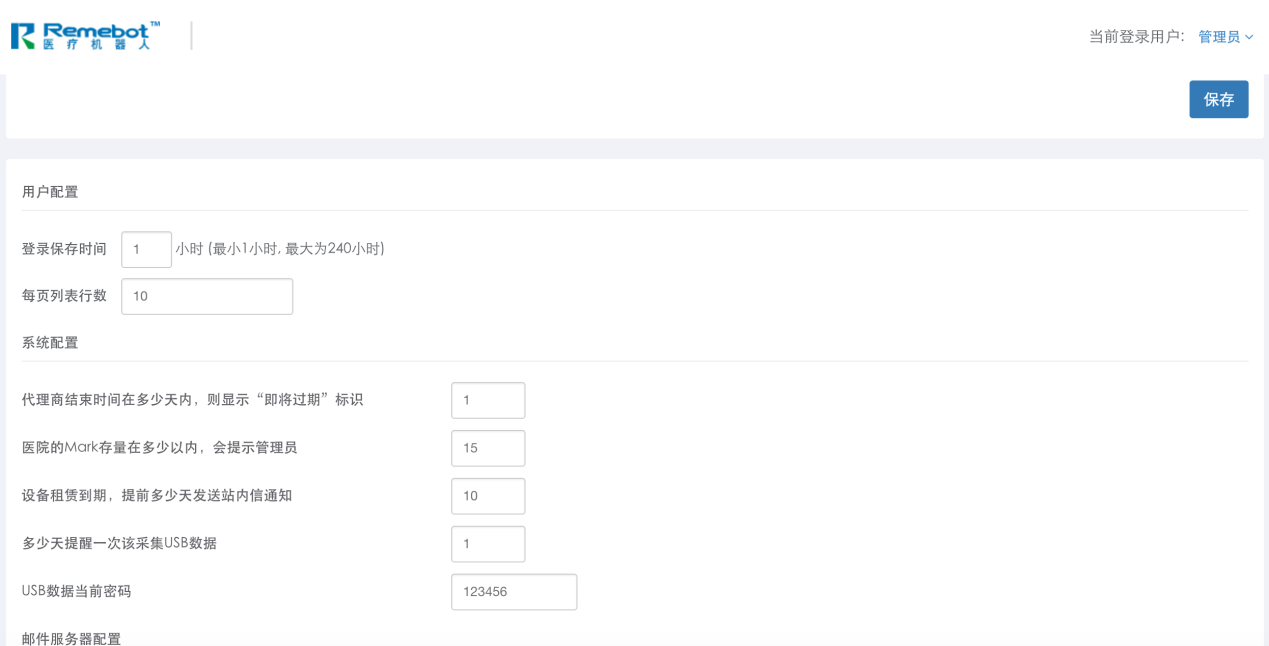 Remebot™
医疗机器人
当前登录用户: 管理员
保存
用户配置
登录保存时间 1 小时 (最小1小时, 最大为240小时)
每页列表行数 10
系统配置
代理商结束时间在多少天内，则显示“即将过期”标识 1
医院的Mark存量在多少以内，会提示管理员 15
设备租赁到期，提前多少天发送站内信通知 10
多少天提醒一次该采集USB数据 1
USB数据当前密码 123456
邮件服务器配置